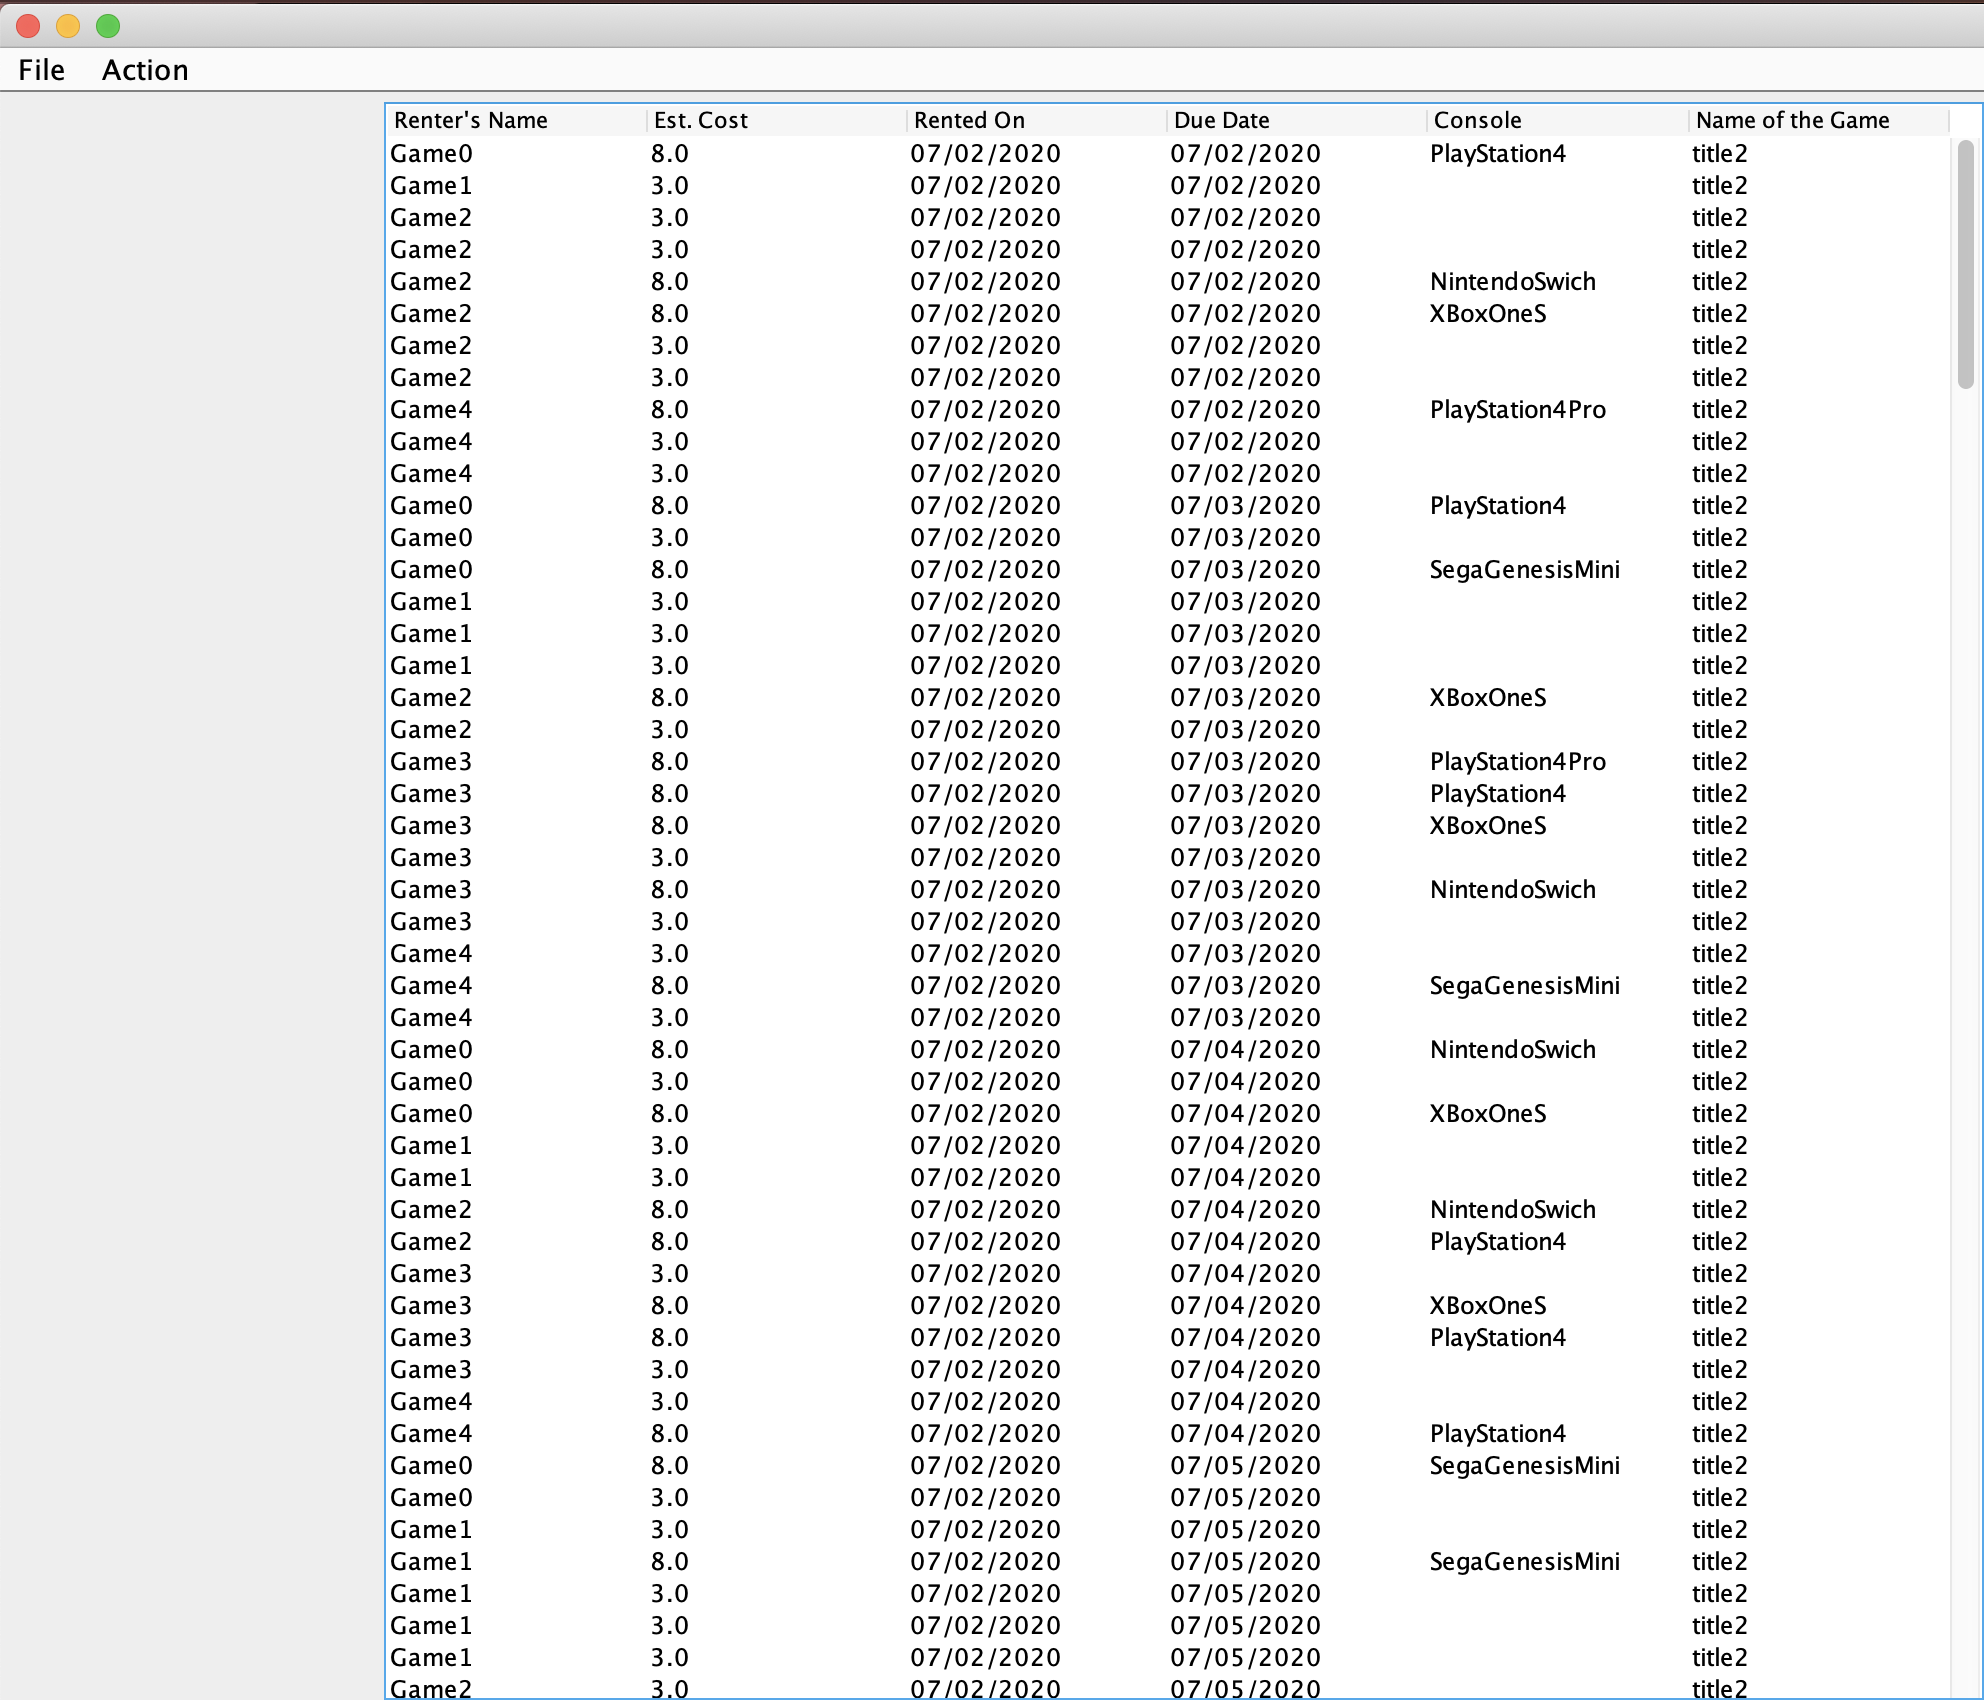 File Action
Renter's Name Est. Cost Rented On Due Date Console Name of the Game
Game0 8.0 07/02/2020 07/02/2020 PlayStation4 title2
Game1 3.0 07/02/2020 07/02/2020 title2
Game2 3.0 07/02/2020 07/02/2020 title2
Game2 3.0 07/02/2020 07/02/2020 title2
Game2 8.0 07/02/2020 07/02/2020 NintendoSwich title2
Game2 8.0 07/02/2020 07/02/2020 XBoxOneS title2
Game2 3.0 07/02/2020 07/02/2020 title2
Game2 3.0 07/02/2020 07/02/2020 title2
Game4 8.0 07/02/2020 07/02/2020 PlayStation4Pro title2
Game4 3.0 07/02/2020 07/02/2020 title2
Game4 3.0 07/02/2020 07/02/2020 title2
Game0 8.0 07/02/2020 07/03/2020 PlayStation4 title2
Game0 3.0 07/02/2020 07/03/2020 title2
Game0 8.0 07/02/2020 07/03/2020 SegaGenesisMini title2
Game1 3.0 07/02/2020 07/03/2020 title2
Game1 3.0 07/02/2020 07/03/2020 title2
Game1 3.0 07/02/2020 07/03/2020 title2
Game2 8.0 07/02/2020 07/03/2020 XBoxOneS title2
Game2 3.0 07/02/2020 07/03/2020 title2
Game3 8.0 07/02/2020 07/03/2020 PlayStation4Pro title2
Game3 8.0 07/02/2020 07/03/2020 PlayStation4 title2
Game3 8.0 07/02/2020 07/03/2020 XBoxOneS title2
Game3 3.0 07/02/2020 07/03/2020 title2
Game3 8.0 07/02/2020 07/03/2020 NintendoSwich title2
Game3 3.0 07/02/2020 07/03/2020 title2
Game4 3.0 07/02/2020 07/03/2020 title2
Game4 8.0 07/02/2020 07/03/2020 SegaGenesisMini title2
Game4 3.0 07/02/2020 07/03/2020 title2
Game0 8.0 07/02/2020 07/04/2020 NintendoSwich title2
Game0 3.0 07/02/2020 07/04/2020 title2
Game0 8.0 07/02/2020 07/04/2020 XBoxOneS title2
Game1 3.0 07/02/2020 07/04/2020 title2
Game1 3.0 07/02/2020 07/04/2020 title2
Game2 8.0 07/02/2020 07/04/2020 NintendoSwich title2
Game2 8.0 07/02/2020 07/04/2020 PlayStation4 title2
Game3 3.0 07/02/2020 07/04/2020 title2
Game3 8.0 07/02/2020 07/04/2020 XBoxOneS title2
Game3 8.0 07/02/2020 07/04/2020 PlayStation4 title2
Game3 3.0 07/02/2020 07/04/2020 title2
Game4 3.0 07/02/2020 07/04/2020 title2
Game4 8.0 07/02/2020 07/04/2020 PlayStation4 title2
Game0 8.0 07/02/2020 07/05/2020 SegaGenesisMini title2
Game0 3.0 07/02/2020 07/05/2020 title2
Game1 3.0 07/02/2020 07/05/2020 title2
Game1 8.0 07/02/2020 07/05/2020 SegaGenesisMini title2
Game1 3.0 07/02/2020 07/05/2020 title2
Game1 3.0 07/02/2020 07/05/2020 title2
Game1 3.0 07/02/2020 07/05/2020 title2
Game2 3.0 07/02/2020 07/05/2020 title2